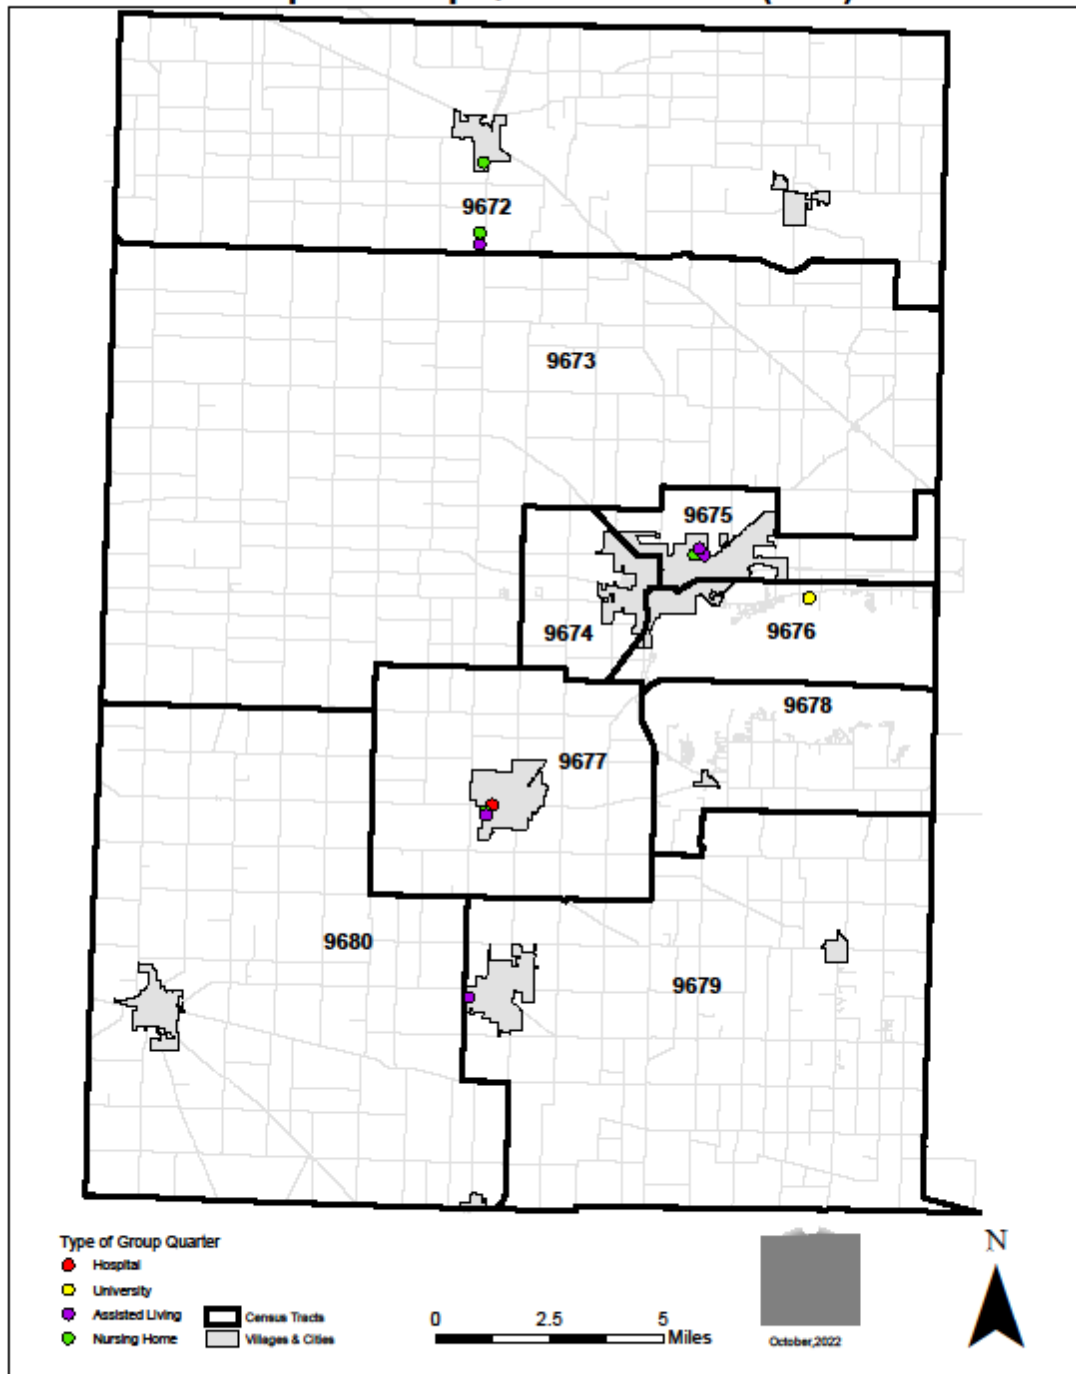 9672
9673
9675
9674
9676
9678
9677
9680
9679
Type of Group Quarter
Hospital
University
Assisted Living
Nursing Home
Census Tracts
Villages & Cities
0 2.5 5
Miles
October,2022
N